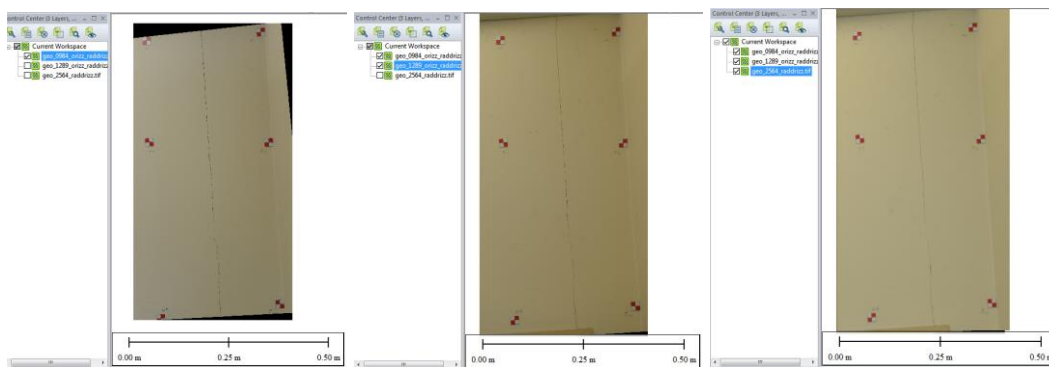 Control Center (3 Layers, ...
Current Workspace
geo_0984_orizz_raddrizz
geo_1289_orizz_raddrizz
geo_2564_raddrizz.tif
0.00 m 0.25 m 0.50 m
Control Center (3 Layers, ...
Current Workspace
geo_0984_orizz_raddrizz
geo_1289_orizz_raddrizz
geo_2564_raddrizz.tif
0.00 m 0.25 m 0.50 m
Control Center (3 Layers, ...
Current Workspace
geo_0984_orizz_raddrizz
geo_1289_orizz_raddrizz
geo_2564_raddrizz.tif
0.00 m 0.25 m 0.50 m